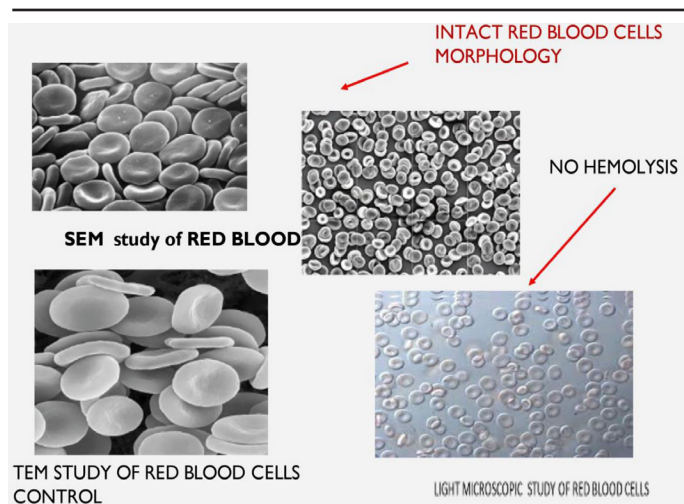 INTACT RED BLOOD CELLS
MORPHOLOGY
NO HEMOLYSIS
SEM study of RED BLOOD
TEM STUDY OF RED BLOOD CELLS
CONTROL
LIGHT MICROSCOPIC STUDY OF RED BLOOD CELLS